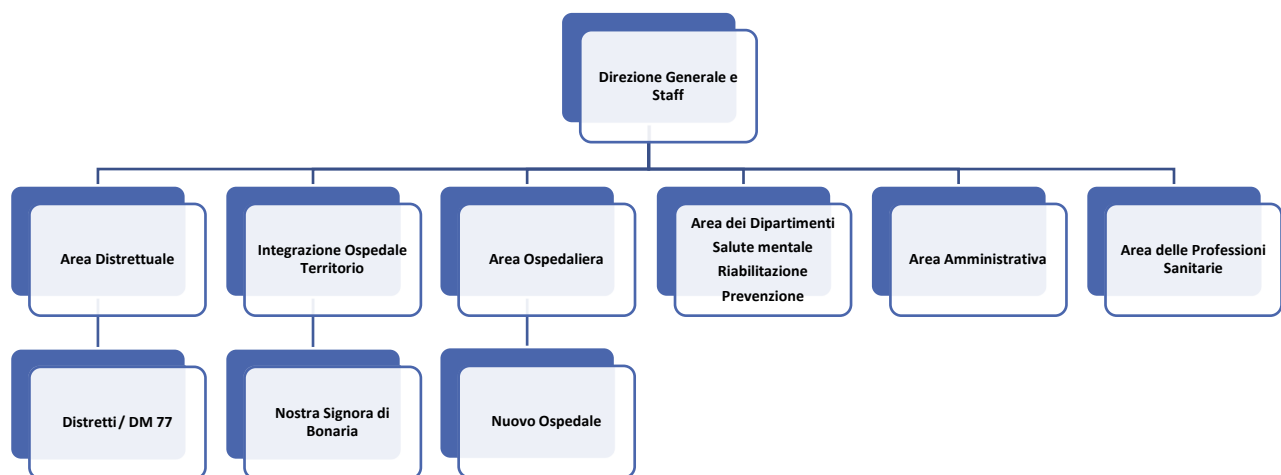 Direzione Generale e
Staff
Area Distrettuale
Integrazione Ospedale
Territorio
Area Ospedaliera
Area dei Dipartimenti
Salute mentale
Riabilitazione
Prevenzione
Area Amministrativa
Area delle Professioni
Sanitarie
Distretti / DM 77
Nostra Signora di
Bonaria
Nuovo Ospedale